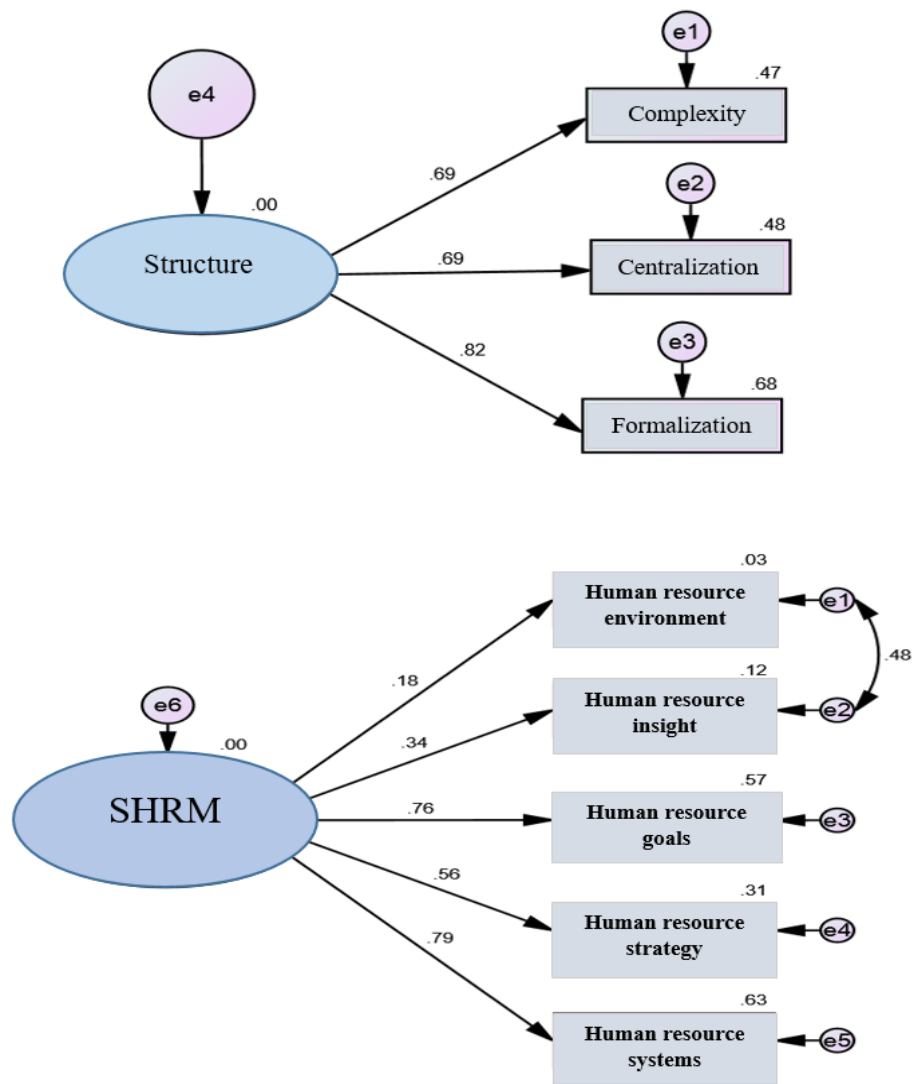 e1
.47
Complexity
e4
.69
e2
.00
.48
Structure
.69
Centralization
e3
.82
.68
Formalization
.03
Human resource
environment
e1
.18
.48
.12
Human resource
insight
e2
e6
.34
.00
.57
SHRM
.76
Human resource
goals
e3
.56
.31
Human resource
strategy
e4
.79
.63
Human resource
systems
e5